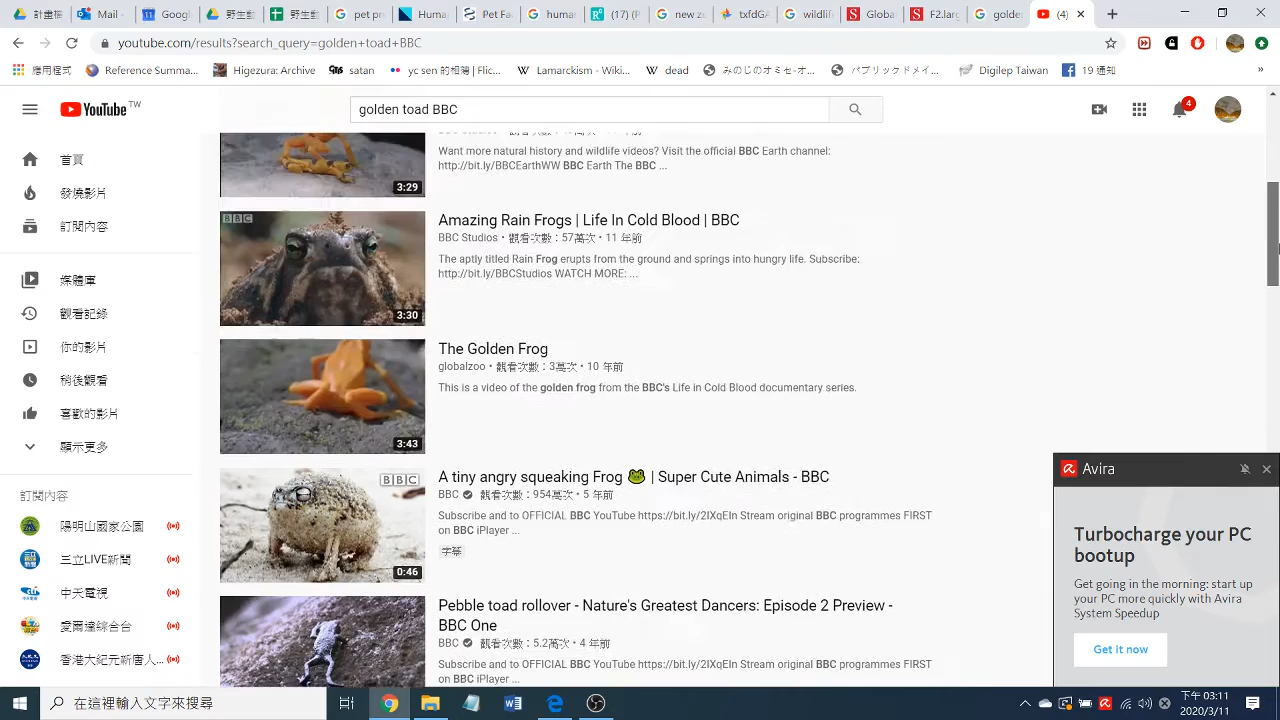 Human
Set f
new z
txfdG
wildlif
Globa
F2.larg
golden
(4)
youtube.com/results?search_query=golden+toad+BBC
應用程式
Reference Summa...
Higezura: Archive
satan
yc sen 的相簿 | Flic...
Lamarckism - Wiki...
dead
みのじのオミセ-オ...
パブリックドメイ...
Digilep Taiwan
19 通知
YouTube TW
golden toad BBC
4
首頁
發燒影片
訂閱內容
媒體庫
觀看記錄
你的影片
稍後觀看
喜歡的影片
顯示更多
訂閱內容
陽明山國家公園
三立LIVE新聞
中天電視
愛爾達綜合台
香港大紀元新唐人...
Want more natural history and wildlife videos? Visit the official BBC Earth channel:
http://bit.ly/BBCEarthWW BBC Earth The BBC ...
3:29
BBC
Amazing Rain Frogs | Life In Cold Blood | BBC
BBC Studios • 觀看次數：57萬次 • 11 年前
The aptly titled Rain Frog erupts from the ground and springs into hungry life. Subscribe:
http://bit.ly/BBCStudios WATCH MORE: ...
3:30
The Golden Frog
globalzoo • 觀看次數：3萬次 • 10 年前
This is a video of the golden frog from the BBC's Life in Cold Blood documentary series.
3:43
BBC
A tiny angry squeaking Frog 🐸 | Super Cute Animals - BBC
BBC 觀看次數：954萬次 • 5 年前
Subscribe and to OFFICIAL BBC YouTube https://bit.ly/2IXqEIn Stream original BBC programmes FIRST
on BBC iPlayer ...
字幕
0:46
Pebble toad rollover - Nature's Greatest Dancers: Episode 2 Preview -
BBC One
BBC 觀看次數：5.2萬次 • 4 年前
Subscribe and to OFFICIAL BBC YouTube https://bit.ly/2IXqEIn Stream original BBC programmes FIRST
on BBC iPlayer ...
Avira
Turbocharge your PC
bootup
Get going in the morning: start up
your PC more quickly with Avira
System Speedup
Get it now
在這裡輸入文字來搜尋
下午 03:11
2020/3/11